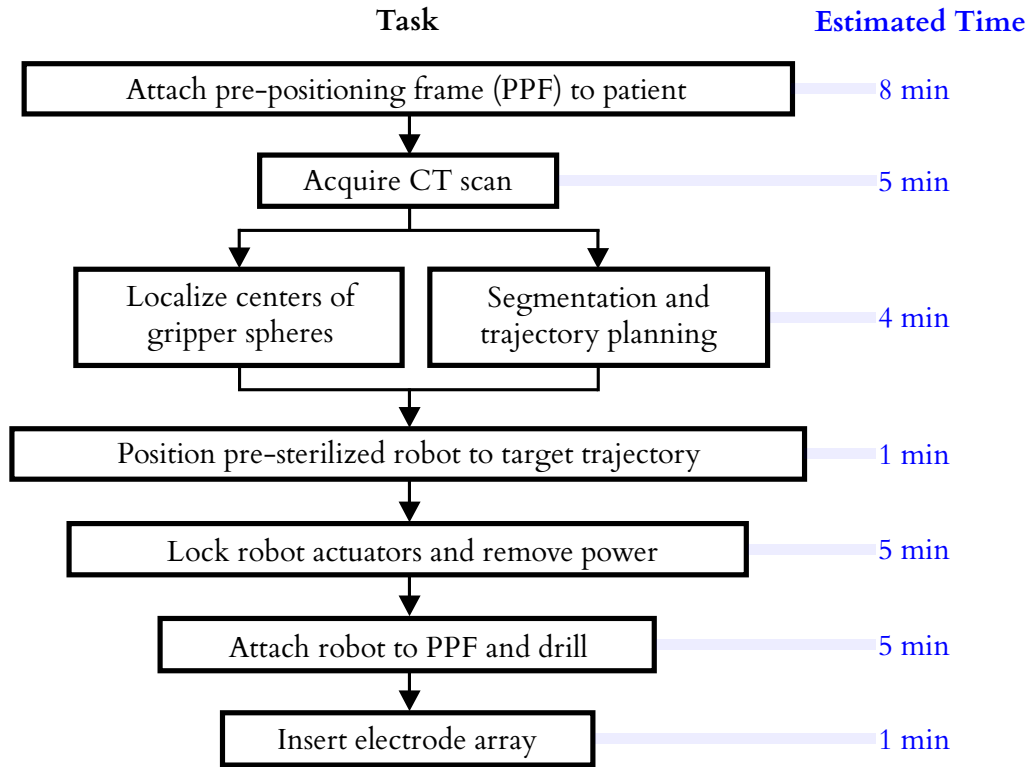 Task
Estimated Time
Attach pre-positioning frame (PPF) to patient
8 min
Acquire CT scan
5 min
Localize centers of
gripper spheres
Segmentation and
trajectory planning
4 min
Position pre-sterilized robot to target trajectory
1 min
Lock robot actuators and remove power
5 min
Attach robot to PPF and drill
5 min
Insert electrode array
1 min